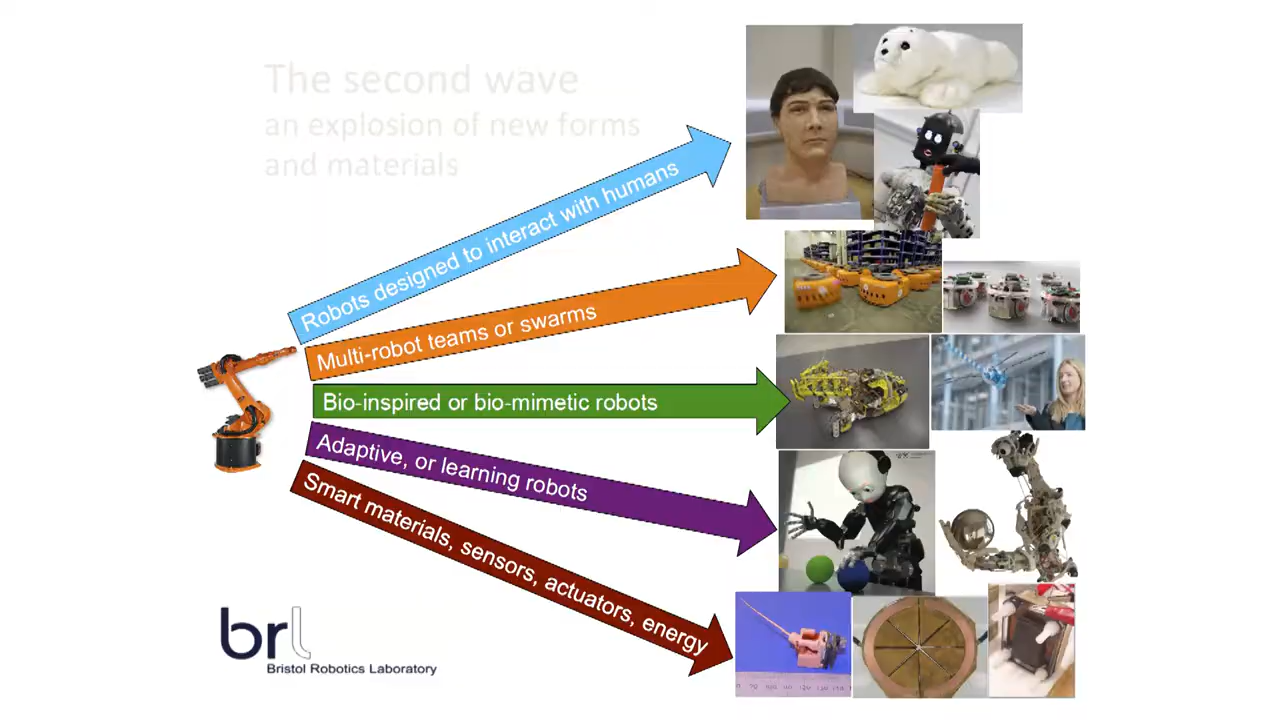 The second wave
an explosion of new forms
and materials
Robots designed to interact with humans
Multi-robot teams or swarms
Bio-inspired or bio-mimetic robots
Adaptive, or learning robots
Smart materials, sensors, actuators, energy
brl
Bristol Robotics Laboratory